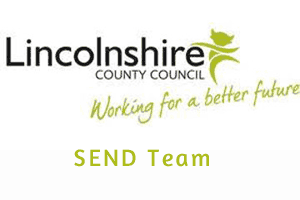 Lincolnshire
COUNTY COUNCIL
Working for a better future
SEND Team